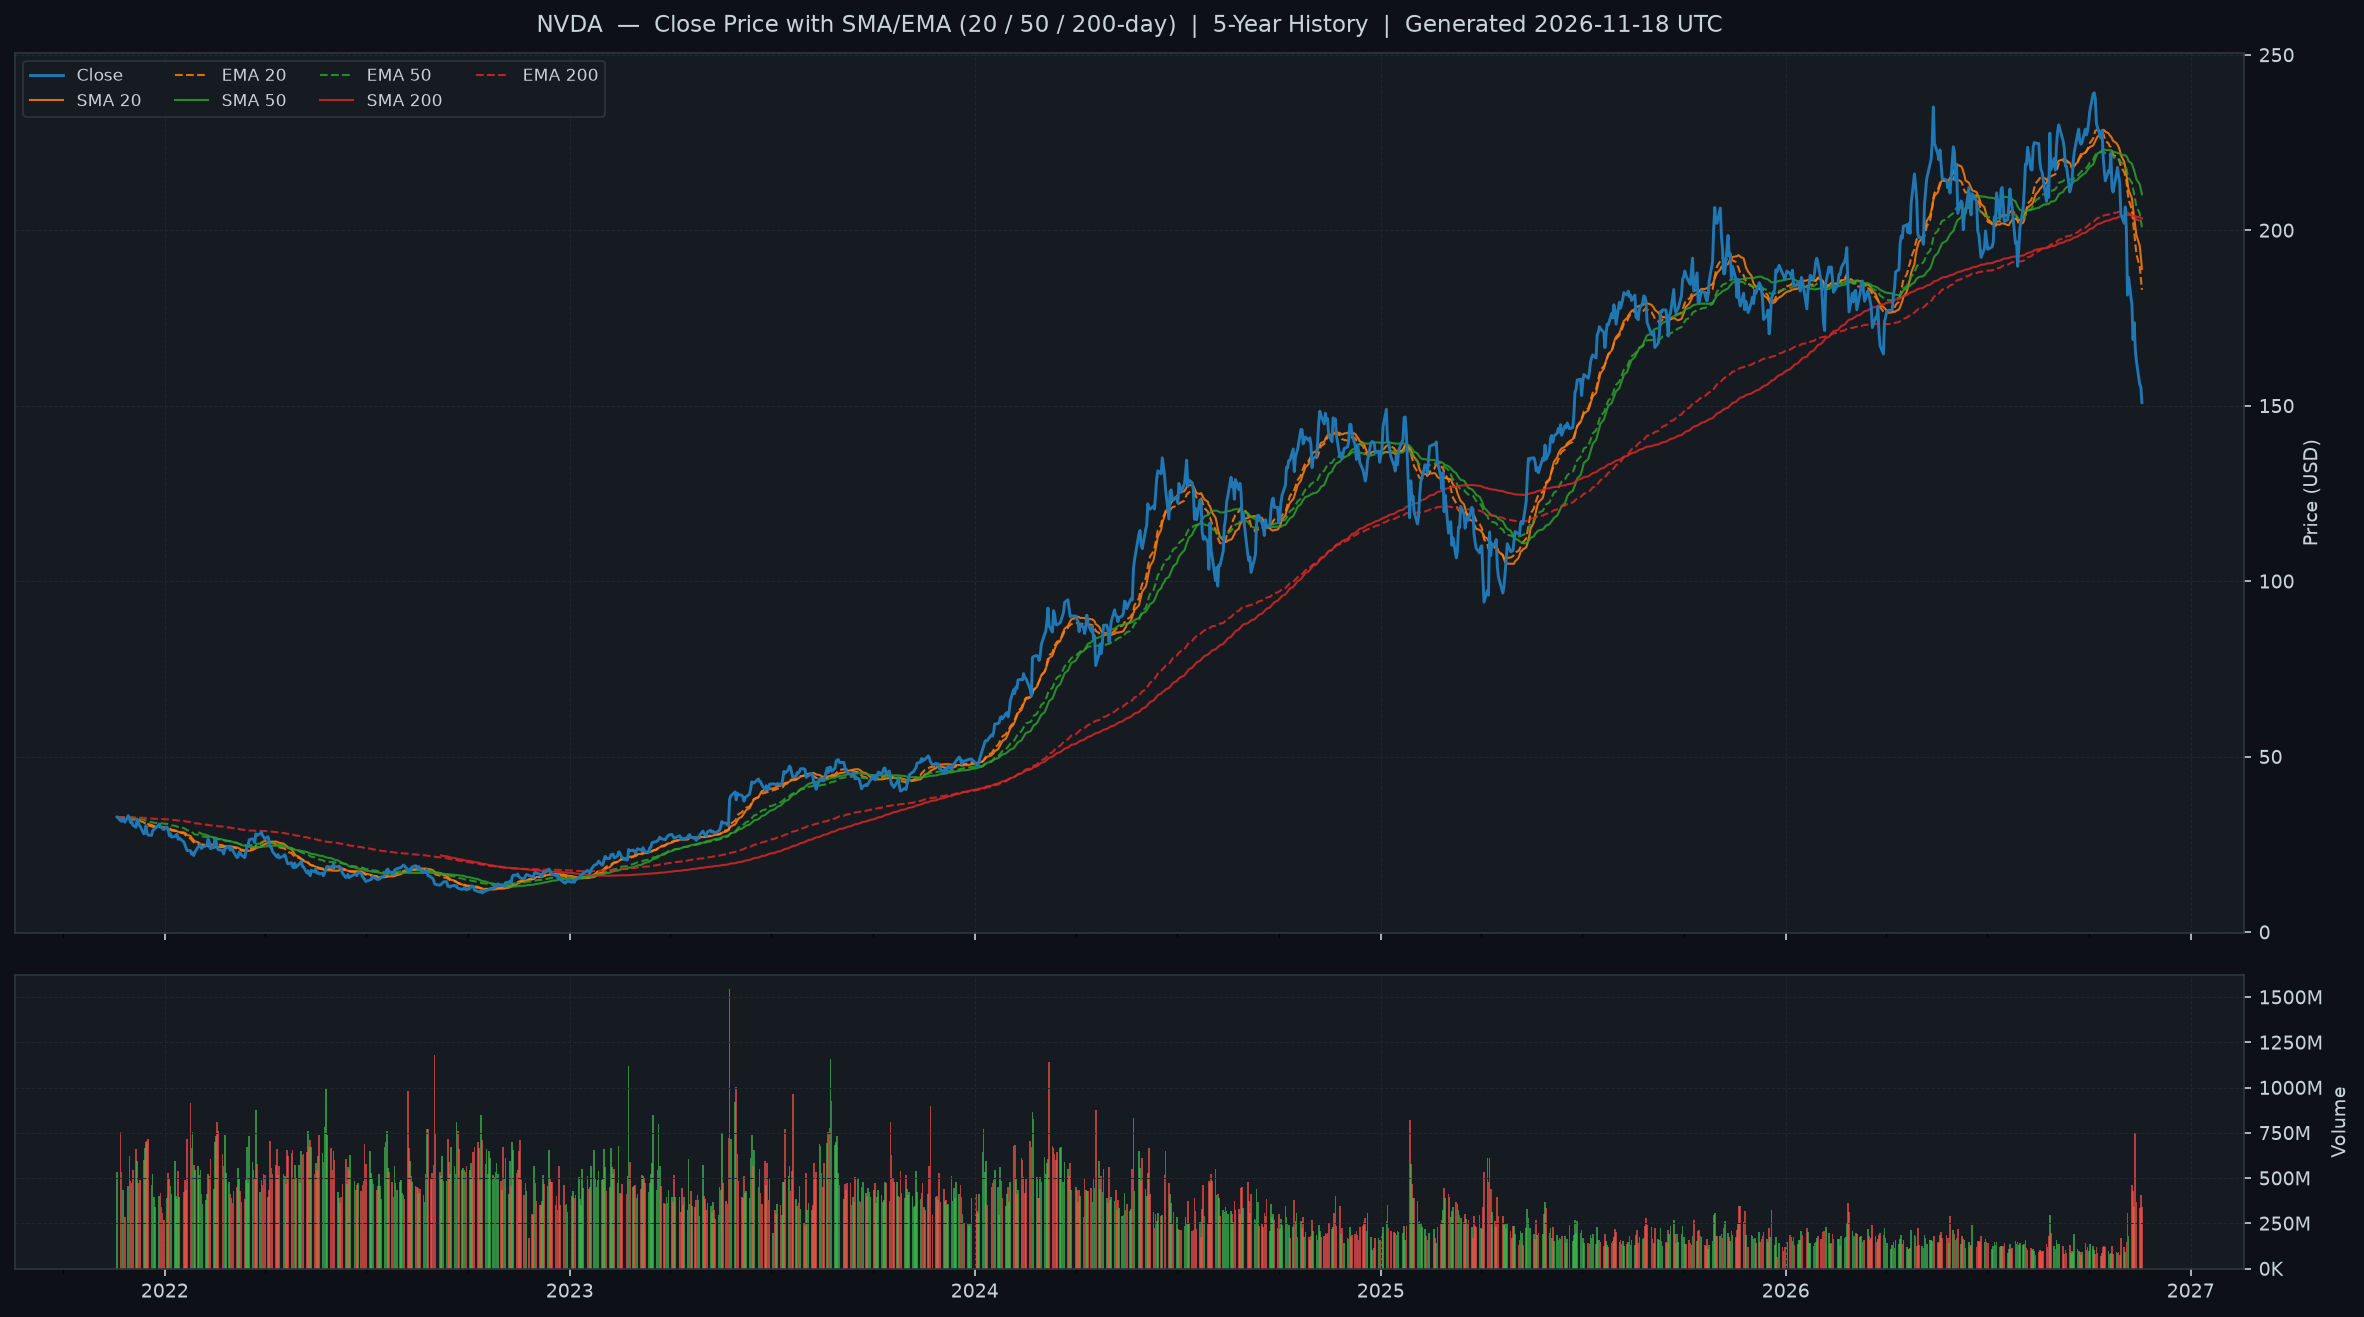 NVDA — Close Price with SMA/EMA (20 / 50 / 200-day) | 5-Year History | Generated 2026-11-18 UTC
Close EMA 20 EMA 50 EMA 200
SMA 20 SMA 50 SMA 200
250
200
150
100
50
0
Price (USD)
1500M
1250M
1000M
750M
500M
250M
0K
Volume
2022 2023 2024 2025 2026 2027